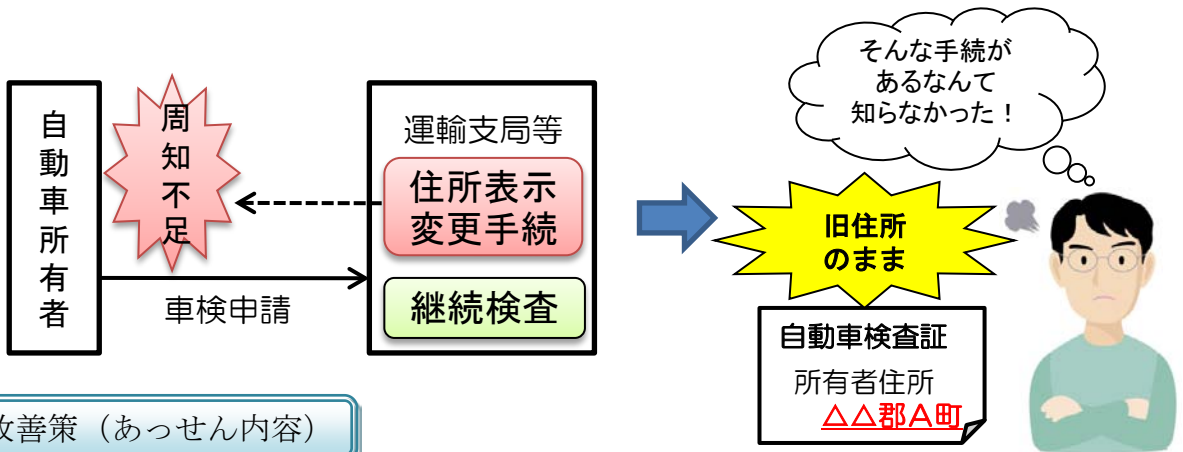 自動車所有者
周知不足
車検申請
運輸支局等
住所表示
変更手続
継続検査
そんな手続が
あるなんて
知らなかった！
旧住所
のまま
自動車検査証
所有者住所
△△郡Ａ町
改善策（あっせん内容）